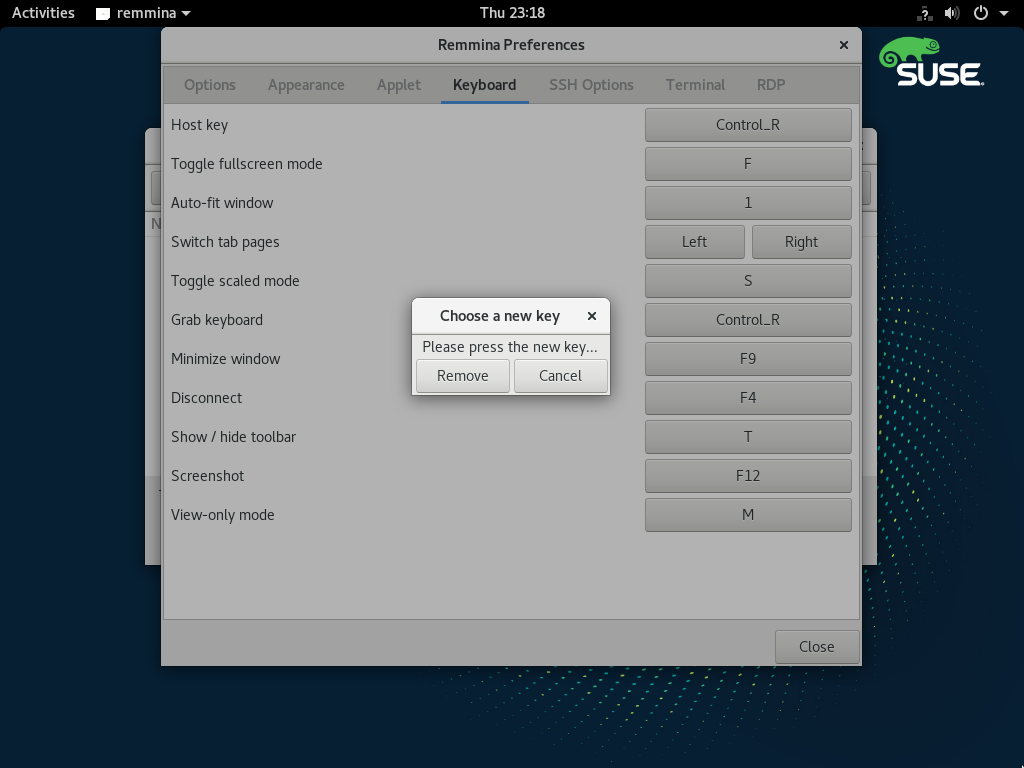 Activities remmina Thu 23:18
Remmina Preferences
SUSE
Options Appearance Applet Keyboard SSH Options Terminal RDP
Host key Control_R
Toggle fullscreen mode F
Auto-fit window 1
Switch tab pages Left Right
Toggle scaled mode S
Grab keyboard Control_R
Choose a new key
Please press the new key...
Remove Cancel
Minimize window F9
Disconnect F4
Show / hide toolbar T
Screenshot F12
View-only mode M
Close